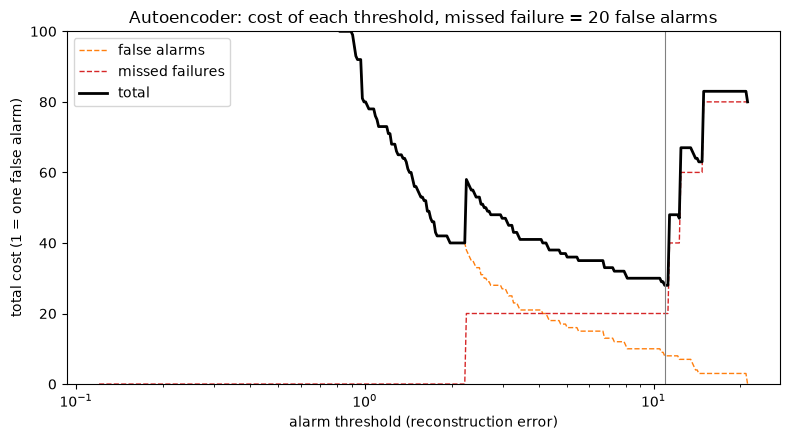 Autoencoder: cost of each threshold, missed failure = 20 false alarms
total cost (1 = one false alarm)
100
80
60
40
20
0
false alarms
missed failures
total
10⁻¹
10⁰
10¹
alarm threshold (reconstruction error)